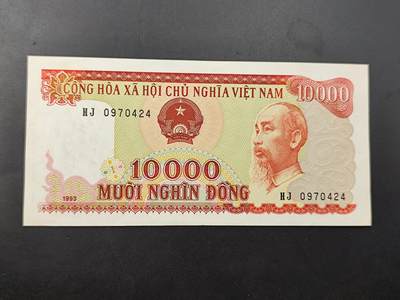 CỘNG HÒA XÃ HỘI CHỦ NGHĨA VIỆT NAM
10000
HJ 0970424
10000
MƯỜI NGHÌN ĐỒNG
HJ 0970424
1993